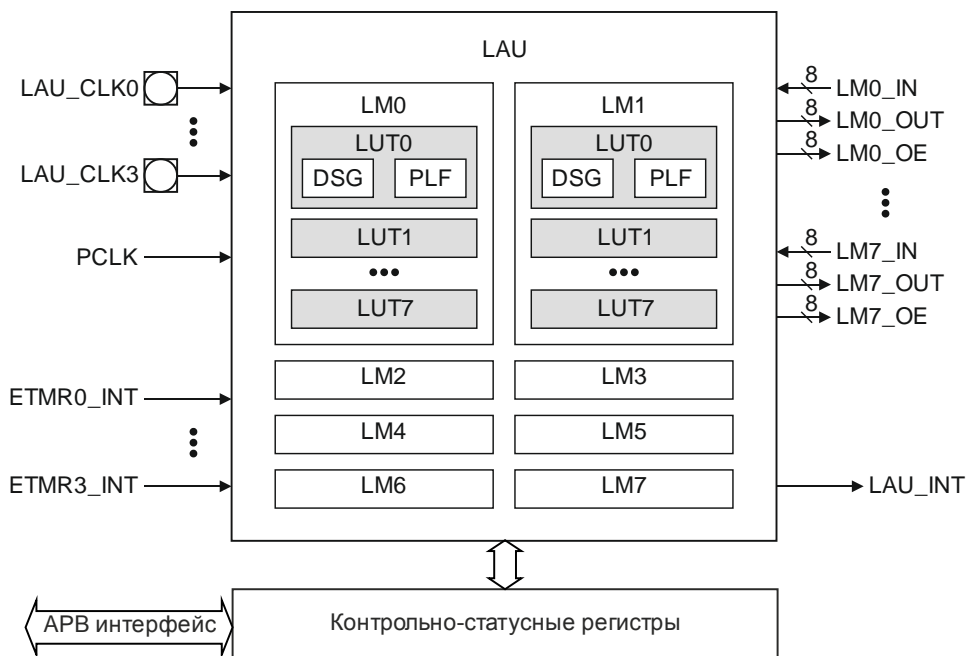 LAU
LAU_CLK0
LAU_CLK3
PCLK
ETMR0_INT
ETMR3_INT
LM0
LUT0
DSG
PLF
LUT1
LUT7
LM1
LUT0
DSG
PLF
LUT1
LUT7
LM2
LM3
LM4
LM5
LM6
LM7
8
LM0_IN
8
LM0_OUT
8
LM0_OE
8
LM7_IN
8
LM7_OUT
8
LM7_OE
LAU_INT
APB интерфейс
Контрольно-статусные регистры